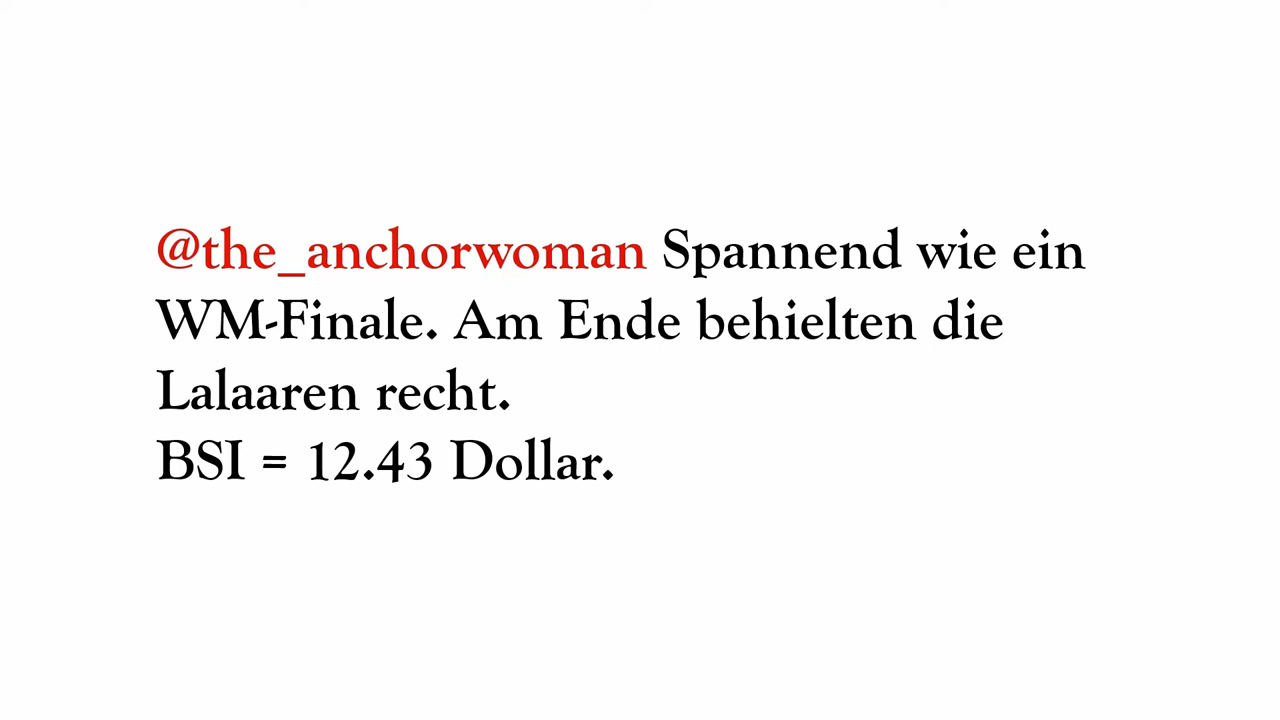 @the_anchorwoman Spannend wie ein
WM-Finale. Am Ende behielten die
Lalaaren recht.
BSI = 12.43 Dollar.